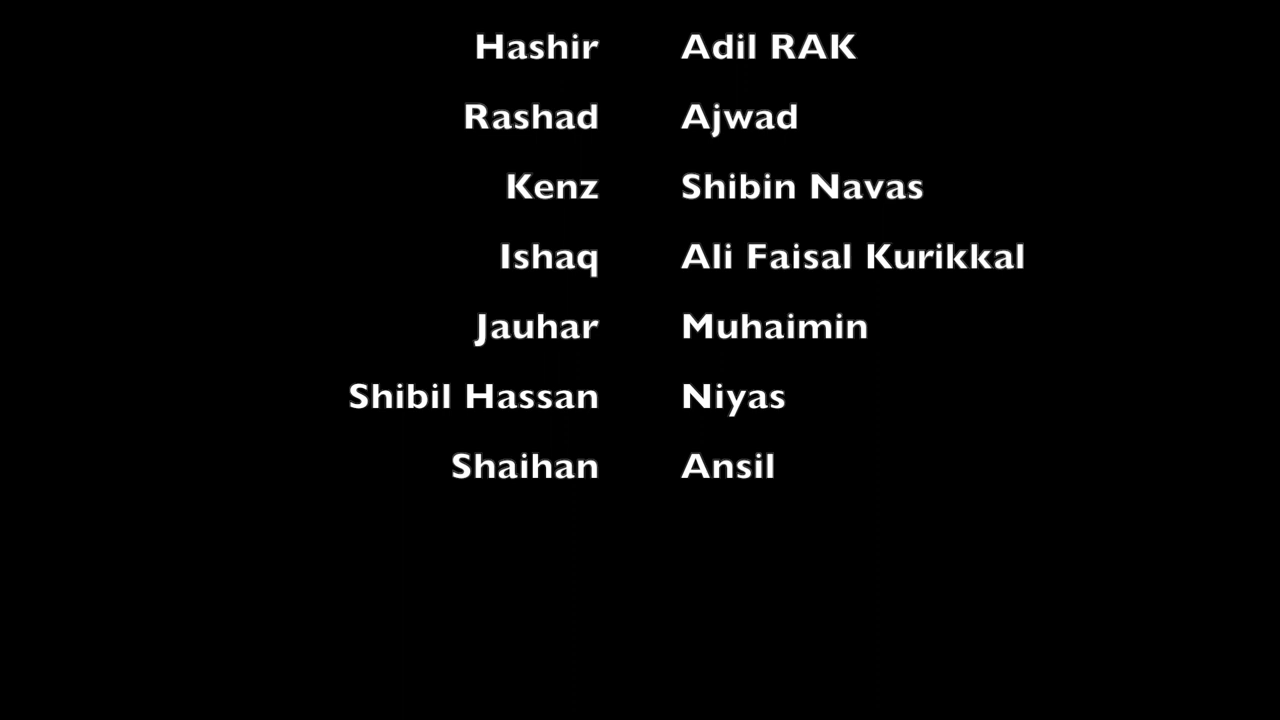 Hashir Adil RAK
Rashad Ajwad
Kenz Shibin Navas
Ishaq Ali Faisal Kurikkal
Jauhar Muhaimin
Shibil Hassan Niyas
Shaihan Ansil